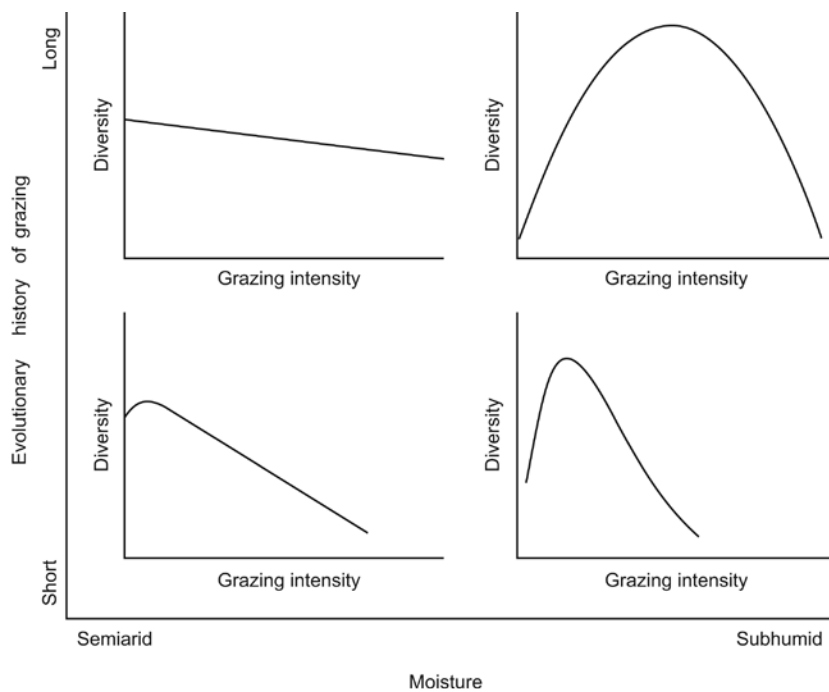 Long
Diversity
Grazing intensity
Diversity
Grazing intensity
Evolutionary history of grazing
Diversity
Grazing intensity
Diversity
Grazing intensity
Short
Semiarid
Subhumid
Moisture